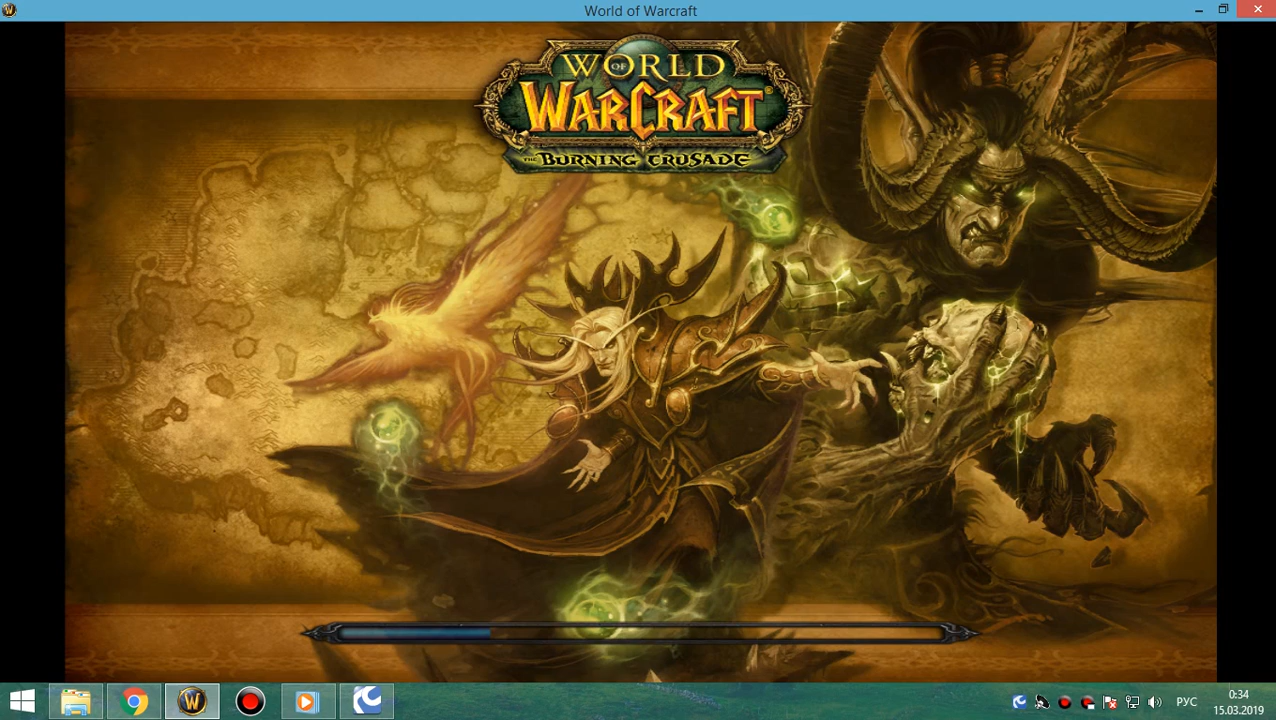 World of Warcraft
WORLD
OF
WARCRAFT®
THE BURNING CRUSADE
W
РУС
0:34
15.03.2019